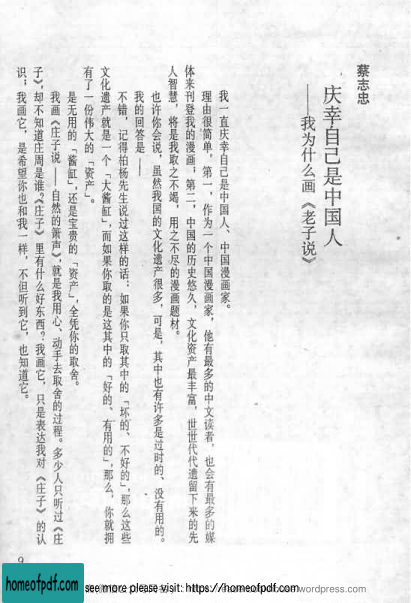 蔡志忠
庆幸自己是中国人
——我为什么画《老子说》
我一直庆幸自己是中国人、中国漫画家。
理由很简单，第一，作为一个中国漫画家，他有最多的中文读者，也会有最多的媒
体来刊登我的漫画；第二，中国的历史悠久，文化资产最丰富，世世代代遗留下来的先
人智慧，将是我取之不竭，用之不尽的漫画题材。
也许你会说，虽然我国的文化遗产很多，可是，其中也有许多是过时的、没有用的。
我的回答是——
不错，记得柏杨先生说过这样的话：如果你只取其中的「坏的、不好的」，那么这些
文化遗产就是一个「大酱缸」，而如果你取的是这其中的「好的、有用的」，那么，你就拥
有了一份伟大的「资产」。
是无用的「酱缸」，还是宝贵的「资产」，全凭你的取舍。
我画《庄子说——自然的箫声》，就是我用心、动手去取舍的过程。多少人只听过《庄
子》却不知道庄周是谁？《庄子》里有什么好东西？我画它，只是表达我对《庄子》的认
识；我画它，是希望你也和我一样，不但听到它，也知道它。
9
homeofpdf.com
see more please visit: https://homeofpdf.com
wordpress.com